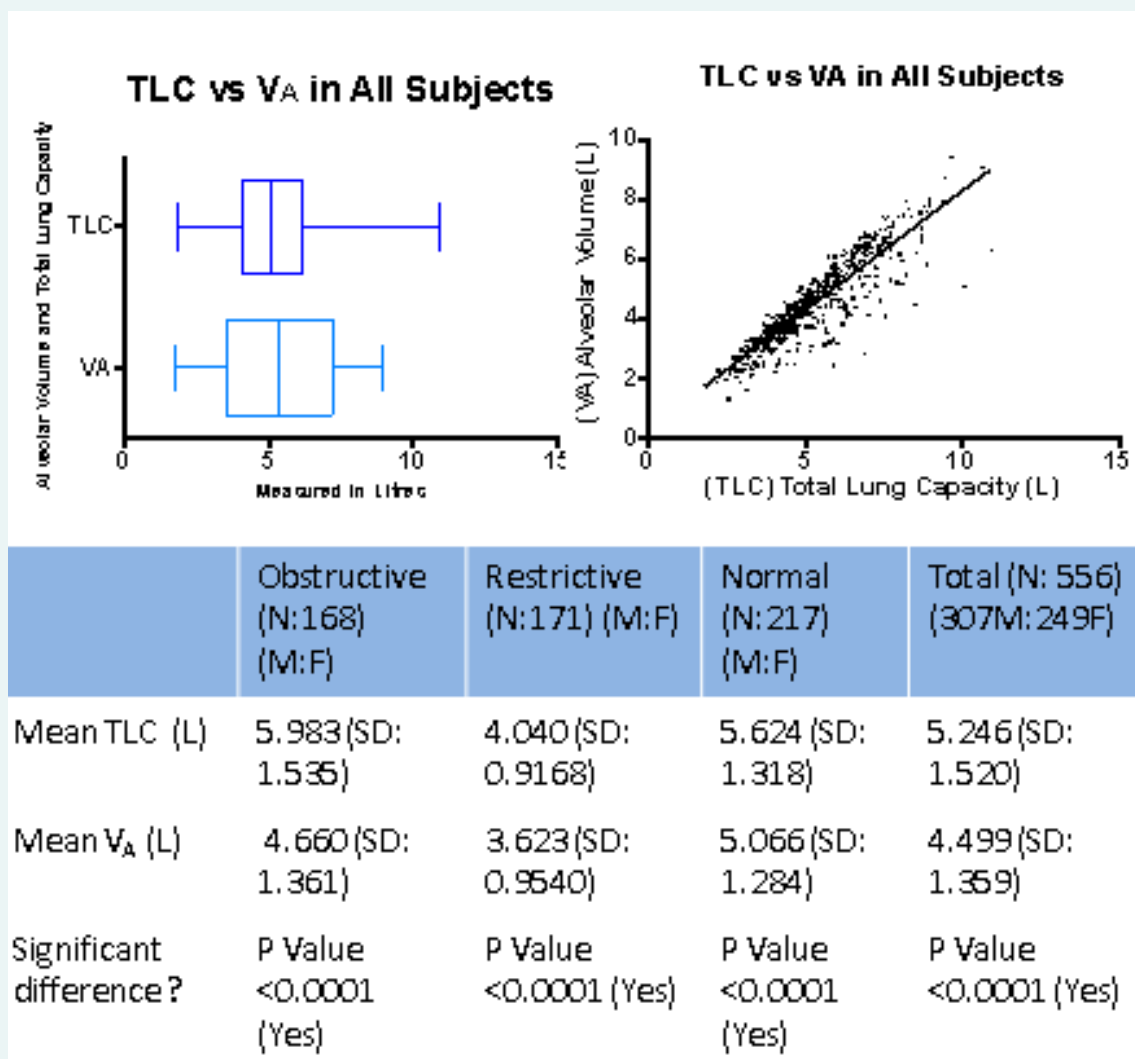 TLC vs VA in All Subjects
Alveolar Volume and Total Lung Capacity
TLC
VA
0 5 10 15
Measured in Litres
TLC vs VA in All Subjects
(VA) Alveolar Volume (L)
10
8
6
4
2
0
0 5 10 15
(TLC) Total Lung Capacity (L)
Obstructive
(N:168)
(M:F)
Restrictive
(N:171) (M:F)
Normal
(N:217)
(M:F)
Total (N: 556)
(307M:249F)
Mean TLC (L)
5.983 (SD:
1.535)
4.040 (SD:
0.9168)
5.624 (SD:
1.318)
5.246 (SD:
1.520)
Mean VA (L)
4.660 (SD:
1.361)
3.623 (SD:
0.9540)
5.066 (SD:
1.284)
4.499 (SD:
1.359)
Significant
difference?
P Value
<0.0001
(Yes)
P Value
<0.0001 (Yes)
P Value
<0.0001
(Yes)
P Value
<0.0001 (Yes)